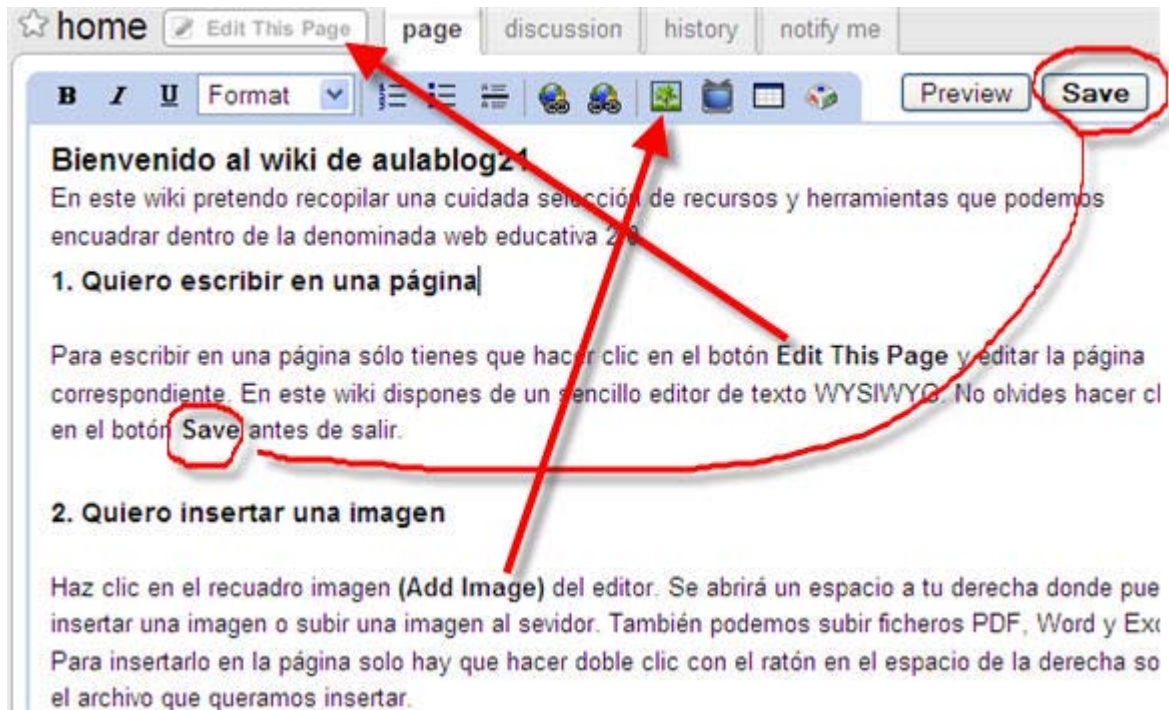 home Edit This Page page discussion history notify me
B I U Format Preview Save
Bienvenido al wiki de aulablog21
En este wiki pretendo recopilar una cuidada selección de recursos y herramientas que podemos
encuadrar dentro de la denominada web educativa 2.0
1. Quiero escribir en una página
Para escribir en una página sólo tienes que hacer clic en el botón Edit This Page y editar la página
correspondiente. En este wiki dispones de un sencillo editor de texto WYSIWYG. No olvides hacer cl
en el botón Save antes de salir.
2. Quiero insertar una imagen
Haz clic en el recuadro imagen (Add Image) del editor. Se abrirá un espacio a tu derecha donde pue
insertar una imagen o subir una imagen al sevidor. También podemos subir ficheros PDF, Word y Exc
Para insertarlo en la página solo hay que hacer doble clic con el ratón en el espacio de la derecha so
el archivo que queramos insertar.